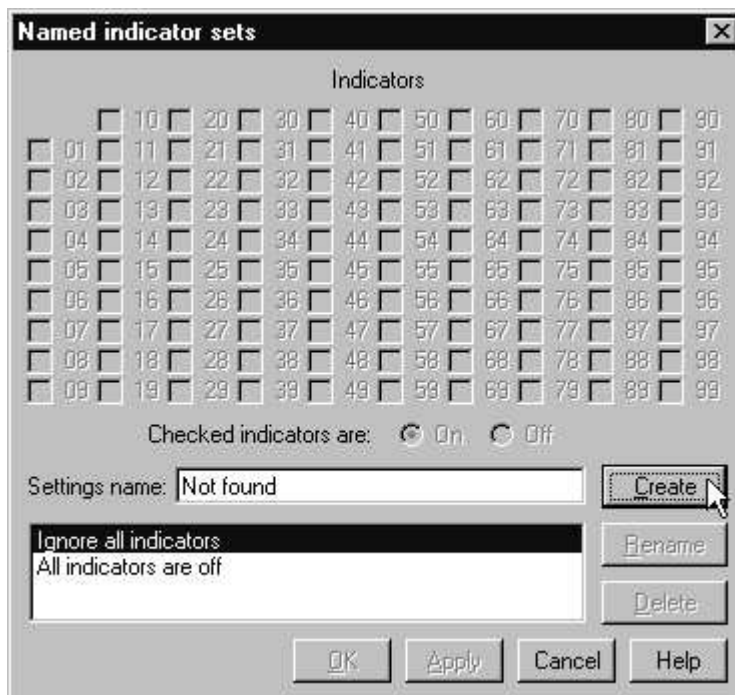 Named indicator sets
Indicators
10 20 30 40 50 60 70 80 90
01 11 21 31 41 51 61 71 81 91
02 12 22 32 42 52 62 72 82 92
03 13 23 33 43 53 63 73 83 93
04 14 24 34 44 54 64 74 84 94
05 15 25 35 45 55 65 75 85 95
06 16 26 36 46 56 66 76 86 96
07 17 27 37 47 57 67 77 87 97
08 18 28 38 48 58 68 78 88 98
09 19 29 39 49 59 69 79 89 99
Checked indicators are: On Off
Settings name: Not found Create
Ignore all indicators
All indicators are off
Rename
Delete
OK Apply Cancel Help